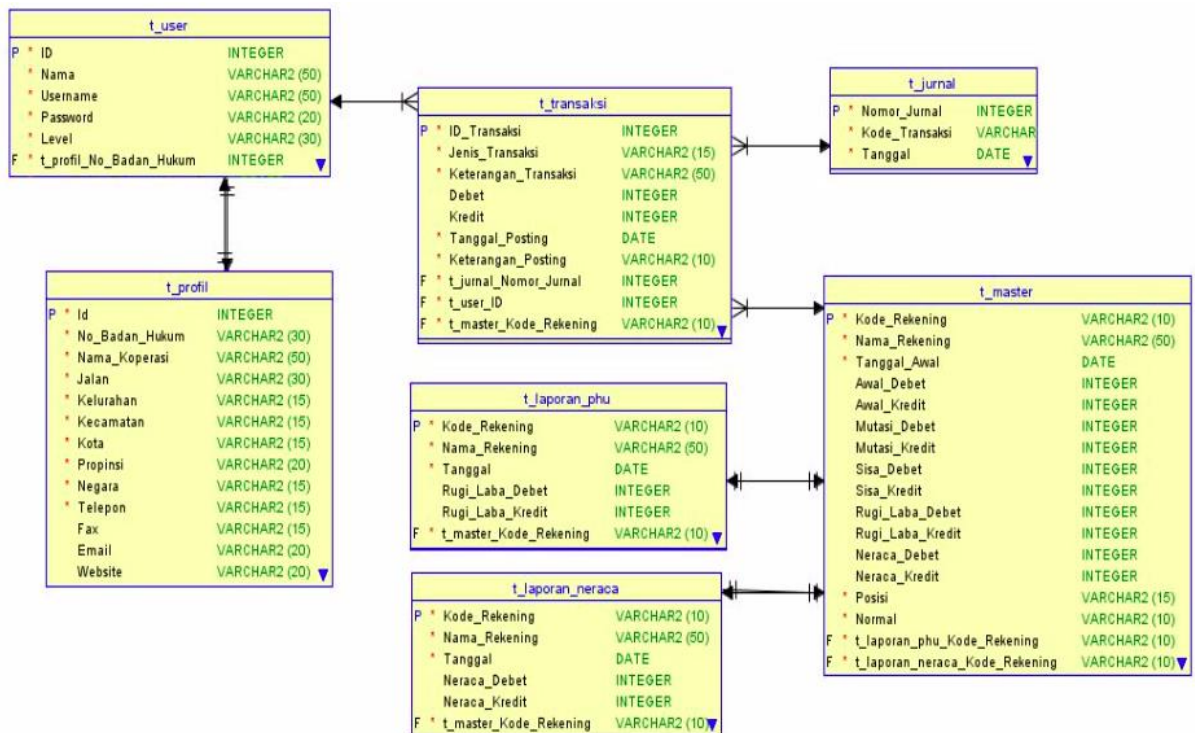 t_user
P * ID INTEGER
* Nama VARCHAR2 (50)
* Username VARCHAR2 (50)
* Password VARCHAR2 (20)
* Level VARCHAR2 (30)
F * t_profil_No_Badan_Hukum INTEGER
t_transaksi
P * ID_Transaksi INTEGER
* Jenis_Transaksi VARCHAR2 (15)
* Keterangan_Transaksi VARCHAR2 (50)
Debet INTEGER
Kredit INTEGER
* Tanggal_Posting DATE
* Keterangan_Posting VARCHAR2 (10)
F * t_jurnal_Nomor_Jurnal INTEGER
F * t_user_ID INTEGER
F * t_master_Kode_Rekening VARCHAR2 (10)
t_jurnal
P * Nomor_Jurnal INTEGER
* Kode_Transaksi VARCHAR
* Tanggal DATE
t_profil
P * Id INTEGER
* No_Badan_Hukum VARCHAR2 (30)
* Nama_Koperasi VARCHAR2 (50)
* Jalan VARCHAR2 (30)
* Kelurahan VARCHAR2 (15)
* Kecamatan VARCHAR2 (15)
* Kota VARCHAR2 (15)
* Propinsi VARCHAR2 (20)
* Negara VARCHAR2 (15)
* Telepon VARCHAR2 (15)
Fax VARCHAR2 (15)
Email VARCHAR2 (20)
Website VARCHAR2 (20)
t_master
P * Kode_Rekening VARCHAR2 (10)
* Nama_Rekening VARCHAR2 (50)
* Tanggal_Awal DATE
Awal_Debet INTEGER
Awal_Kredit INTEGER
Mutasi_Debet INTEGER
Mutasi_Kredit INTEGER
Sisa_Debet INTEGER
Sisa_Kredit INTEGER
Rugi_Laba_Debet INTEGER
Rugi_Laba_Kredit INTEGER
Neraca_Debet INTEGER
Neraca_Kredit INTEGER
* Posisi VARCHAR2 (15)
* Normal VARCHAR2 (10)
F * t_laporan_phu_Kode_Rekening VARCHAR2 (10)
F * t_laporan_neraca_Kode_Rekening VARCHAR2 (10)
t_laporan_phu
P * Kode_Rekening VARCHAR2 (10)
* Nama_Rekening VARCHAR2 (50)
* Tanggal DATE
Rugi_Laba_Debet INTEGER
Rugi_Laba_Kredit INTEGER
F * t_master_Kode_Rekening VARCHAR2 (10)
t_laporan_neraca
P * Kode_Rekening VARCHAR2 (10)
* Nama_Rekening VARCHAR2 (50)
* Tanggal DATE
Neraca_Debet INTEGER
Neraca_Kredit INTEGER
F * t_master_Kode_Rekening VARCHAR2 (10)